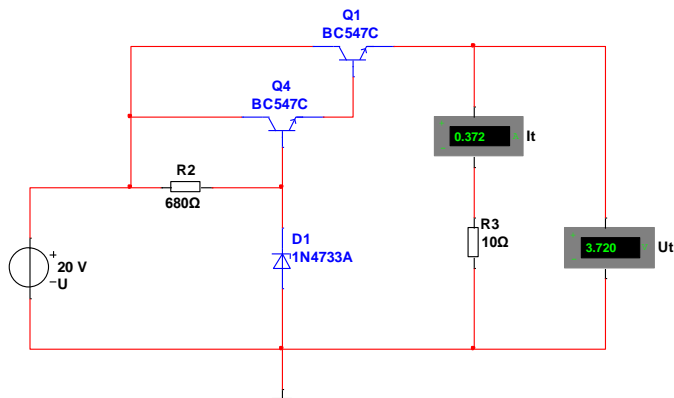 Q1
BC547C
Q4
BC547C
0.372
It
R2
680Ω
R3
10Ω
D1
1N4733A
3.720
Ut
+
20 V
−U